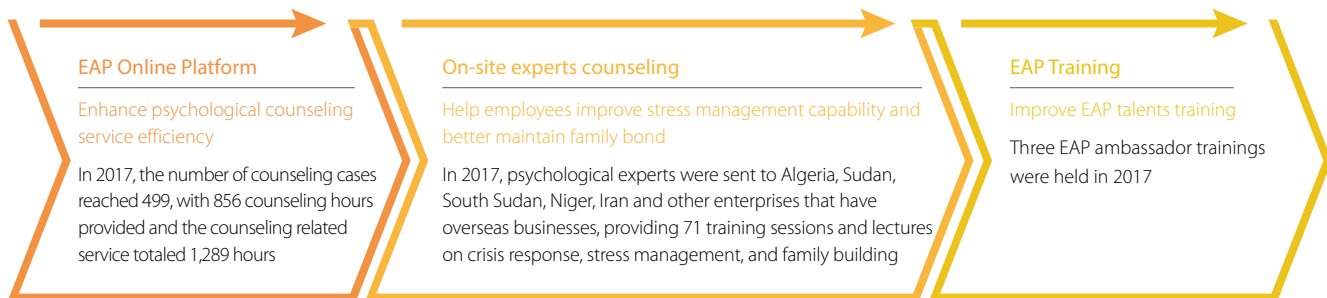 EAP Online Platform
Enhance psychological counseling
service efficiency
In 2017, the number of counseling cases
reached 499, with 856 counseling hours
provided and the counseling related
service totaled 1,289 hours
On-site experts counseling
Help employees improve stress management capability and
better maintain family bond
In 2017, psychological experts were sent to Algeria, Sudan,
South Sudan, Niger, Iran and other enterprises that have
overseas businesses, providing 71 training sessions and lectures
on crisis response, stress management, and family building
EAP Training
Improve EAP talents training
Three EAP ambassador trainings
were held in 2017